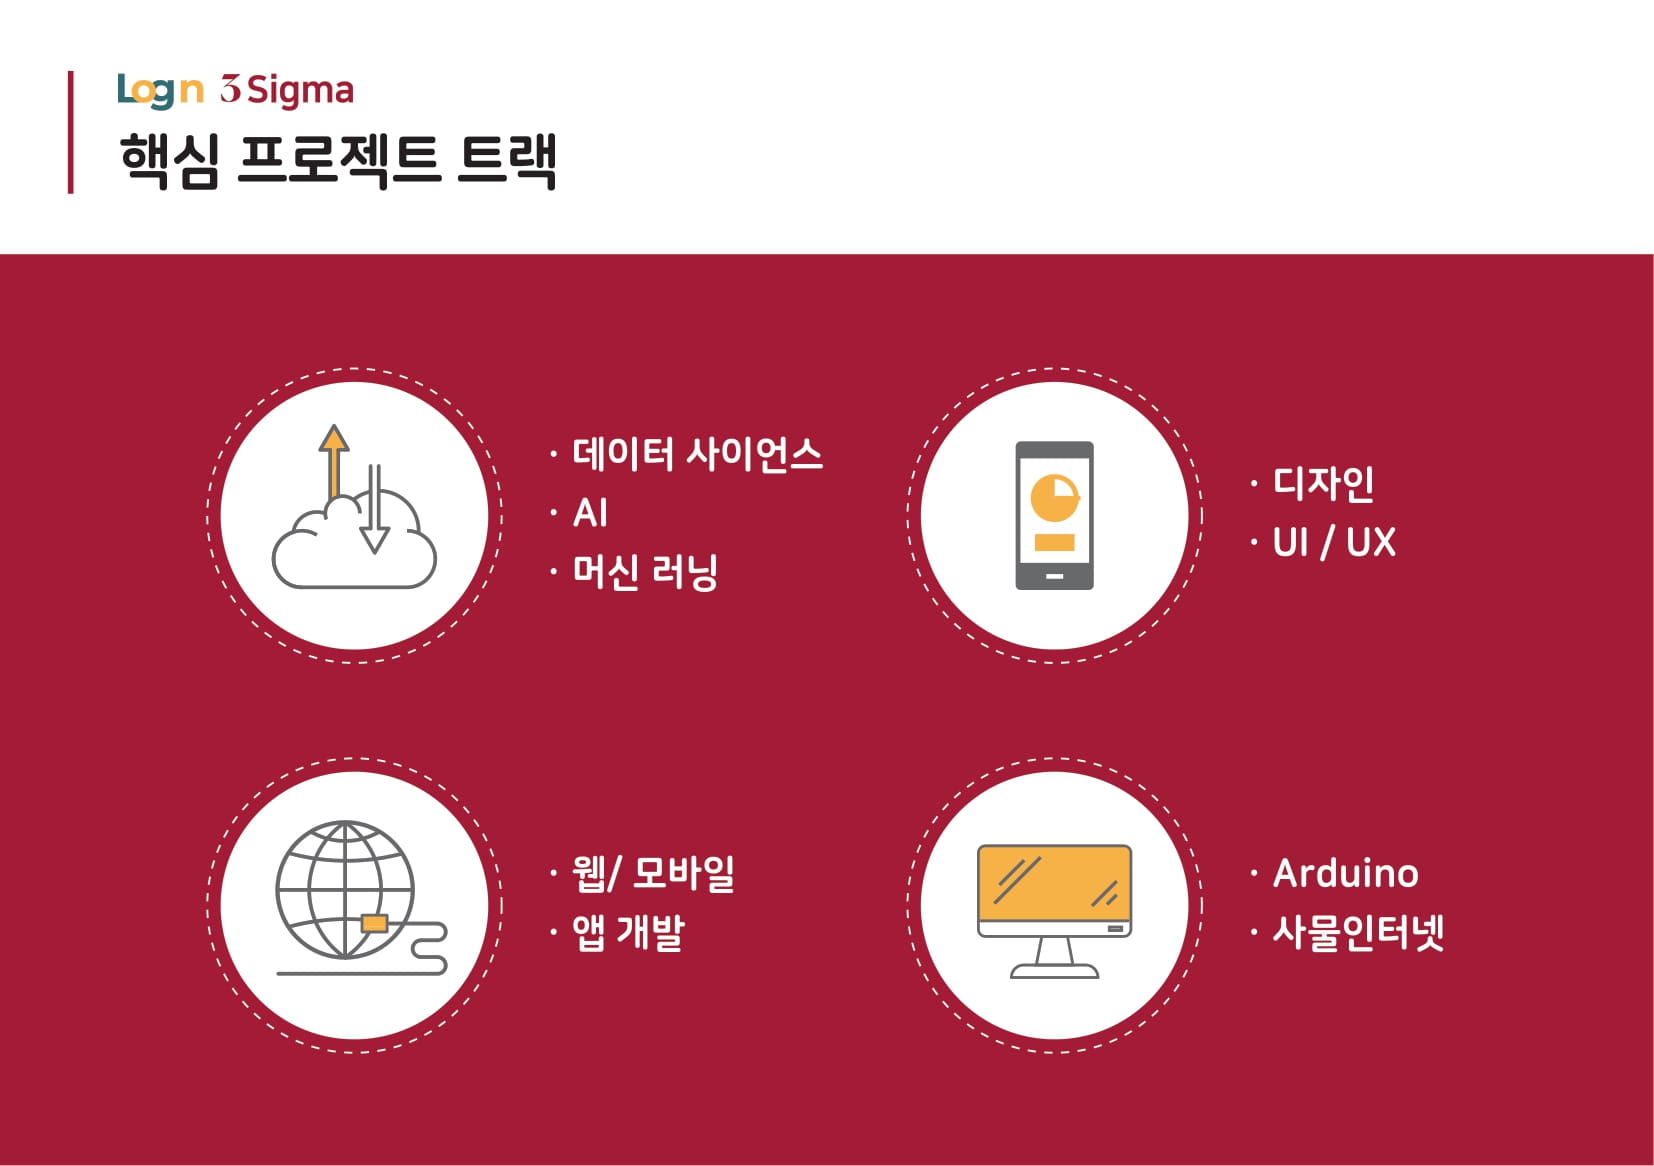 Logn 3 Sigma
핵심 프로젝트 트랙
· 데이터 사이언스
· AI
· 머신 러닝
· 디자인
· UI / UX
· 웹/ 모바일
· 앱 개발
· Arduino
· 사물인터넷